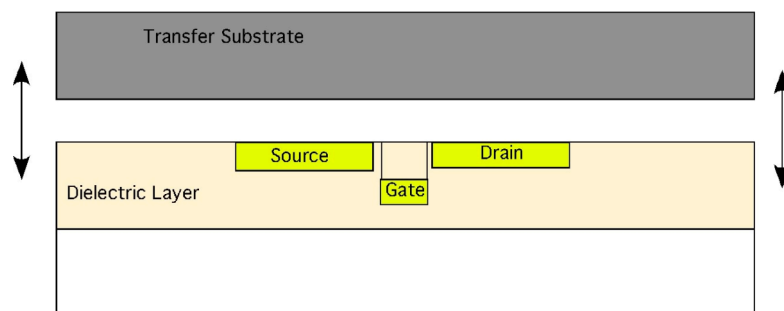 Transfer Substrate
Source
Drain
Gate
Dielectric Layer